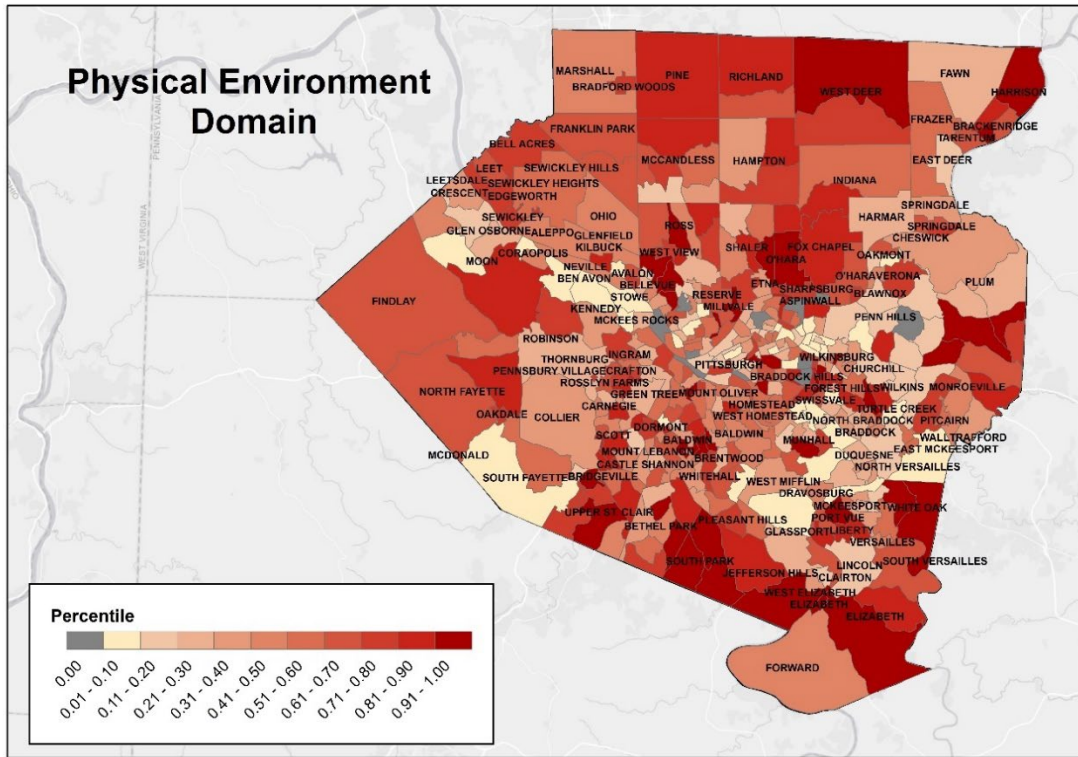 Physical Environment
Domain
PENNSYLVANIA
WEST VIRGINIA
MARSHALL
BRADFORD WOODS
PINE
RICHLAND
WEST DEER
FAWN
HARRISON
FRAZER
BRACKENRIDGE
TARENTUM
FRANKLIN PARK
BELL ACRES
LEET
SEWICKLEY HILLS
MCCANDLESS
HAMPTON
INDIANA
EAST DEER
LEETSDALE
SEWICKLEY HEIGHTS
CRESCENT
EDGEWORTH
SPRINGDALE
SEWICKLEY
OHIO
ROSS
HARMAR
SPRINGDALE
GLEN OSBORNE
ALEPPO
GLENFIELD
CHESWICK
KILBUCK
WEST VIEW
SHALER
FOX CHAPEL
O'HARA
OAKMONT
MOON
CORAOPOLIS
NEVILLE
AVALON
BEN AVON
BELLEVUE
ETNA
SHARPSBURG
O'HARA
VERONA
PLUM
FINDLAY
STOWE
RESERVE
MILLVALE
ASPINWALL
BLAWNOX
KENNEDY
MCKEES ROCKS
PENN HILLS
ROBINSON
THORNBURG
INGRAM
PITTSBURGH
WILKINSBURG
PENNSBURY VILLAGE
CRAFTON
BRADDOCK HILLS
CHURCHILL
ROSSLYN FARMS
NORTH FAYETTE
GREEN TREE
MOUNT OLIVER
FOREST HILLS
WILKINS
MONROEVILLE
OAKDALE
COLLIER
CARNEGIE
HOMESTEAD
SWISSVALE
TURTLE CREEK
WEST HOMESTEAD
NORTH BRADDOCK
PITCAIRN
SCOTT
DORMONT
BALDWIN
BALDWIN
MUNHALL
BRADDOCK
WALL
TRAFFORD
MOUNT LEBANON
BRENTWOOD
DUQUESNE
EAST MCKEESPORT
MCDONALD
CASTLE SHANNON
NORTH VERSAILLES
SOUTH FAYETTE
BRIDGEVILLE
WHITEHALL
WEST MIFFLIN
DRAVOSBURG
UPPER ST CLAIR
MCKEESPORT
WHITE OAK
BETHEL PARK
PLEASANT HILLS
PORT VUE
GLASSPORT
LIBERTY
VERSAILLES
SOUTH PARK
LINCOLN
SOUTH VERSAILLES
JEFFERSON HILLS
CLAIRTON
WEST ELIZABETH
ELIZABETH
ELIZABETH
FORWARD
Percentile
0.00
0.01 - 0.10
0.11 - 0.20
0.21 - 0.30
0.31 - 0.40
0.41 - 0.50
0.51 - 0.60
0.61 - 0.70
0.71 - 0.80
0.81 - 0.90
0.91 - 1.00